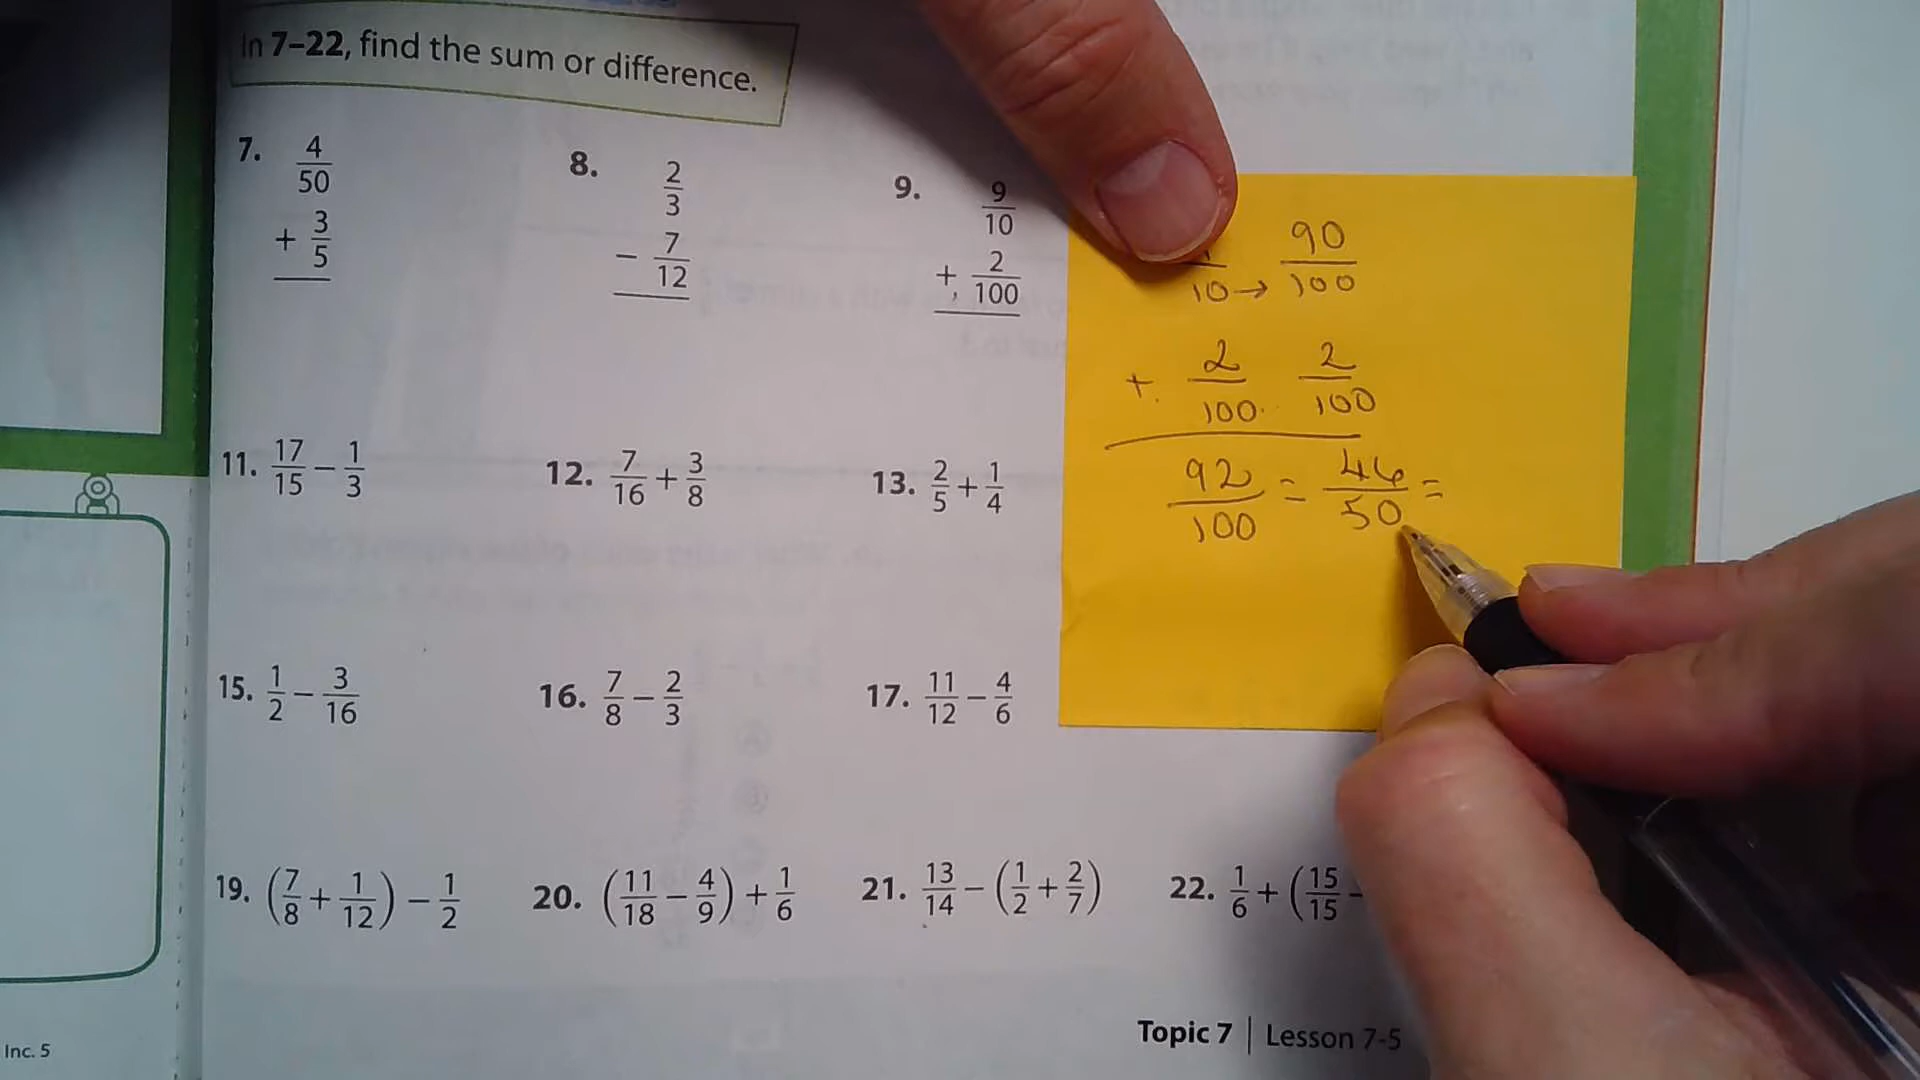 In 7–22, find the sum or difference.
7. 4/50 + 3/5
8. 2/3 − 7/12
9. 9/10 + 2/100
10 → 90/100
+ 2/100 2/100
92/100 = 46/50 =
11. 17/15 − 1/3
12. 7/16 + 3/8
13. 2/5 + 1/4
15. 1/2 − 3/16
16. 7/8 − 2/3
17. 11/12 − 4/6
19. (7/8 + 1/12) − 1/2
20. (11/18 − 4/9) + 1/6
21. 13/14 − (1/2 + 2/7)
22. 1/6 + (15/15 −
Inc. 5
Topic 7 | Lesson 7-5